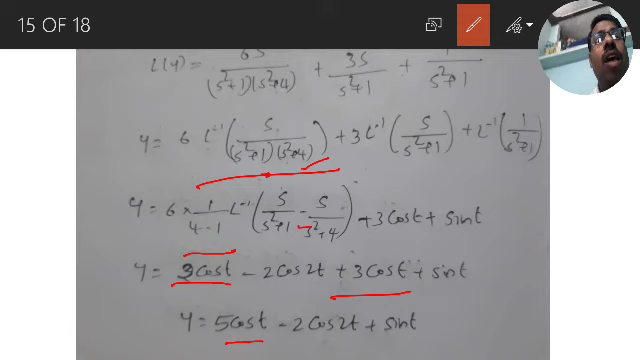 15 OF 18
L(y) = 6S/(s²+1)(s²+4) + 3S/s²+1 + 1/s²+1
y = 6 L⁻¹(S/(s²+1)(s²+4)) + 3L⁻¹(S/s²+1) + L⁻¹(1/s²+1)
y = 6 × 1/4-1 L⁻¹(S/s²+1 - S/s²+4) + 3cost + sint
y = 3cost - 2cos2t + 3cost + sint
y = 5cost - 2cos2t + sint